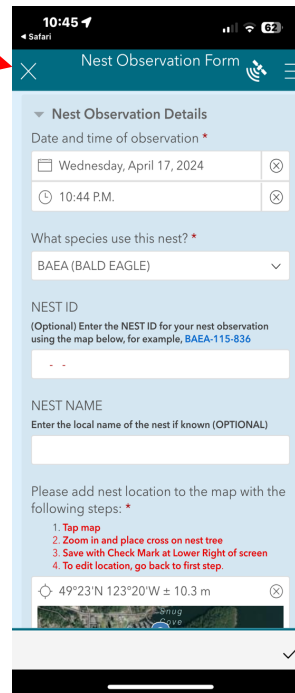 10:45
62
◀ Safari
Nest Observation Form
Nest Observation Details
Date and time of observation *
Wednesday, April 17, 2024
10:44 P.M.
What species use this nest? *
BAEA (BALD EAGLE)
NEST ID
(Optional) Enter the NEST ID for your nest observation
using the map below, for example, BAEA-115-836
- -
NEST NAME
Enter the local name of the nest if known (OPTIONAL)
Please add nest location to the map with the
following steps: *
1. Tap map
2. Zoom in and place cross on nest tree
3. Save with Check Mark at Lower Right of screen
4. To edit location, go back to first step.
49°23'N 123°20'W ± 10.3 m
Snug
Cove